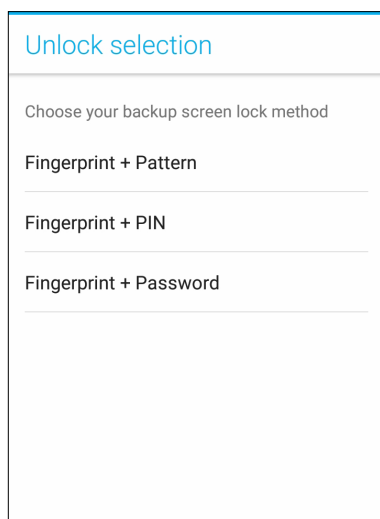 Unlock selection
Choose your backup screen lock method
Fingerprint + Pattern
Fingerprint + PIN
Fingerprint + Password